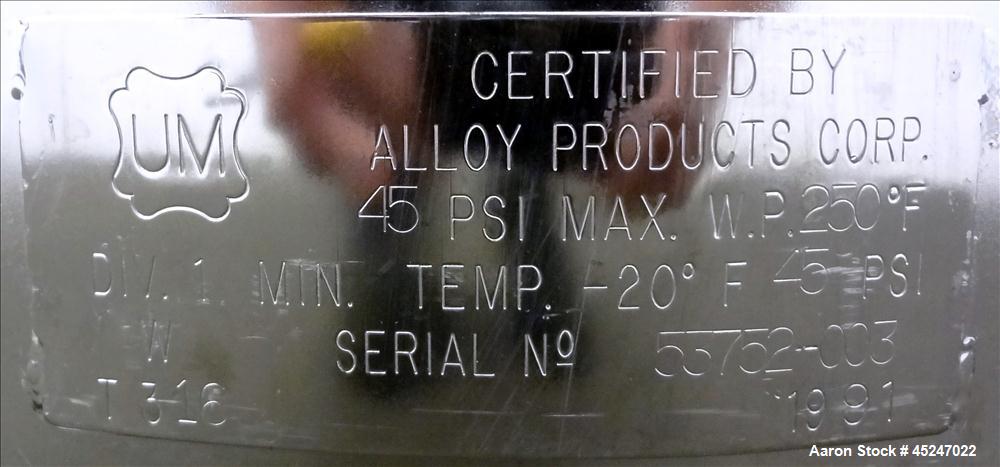 CERTIFIED BY
UM
ALLOY PRODUCTS CORP.
45 PSI MAX. W.P. 250°F
DIV. 1 MIN. TEMP. -20° F 45 PSI
W SERIAL Nº 53752-003
T 316 1991
Aaron Stock # 45247022